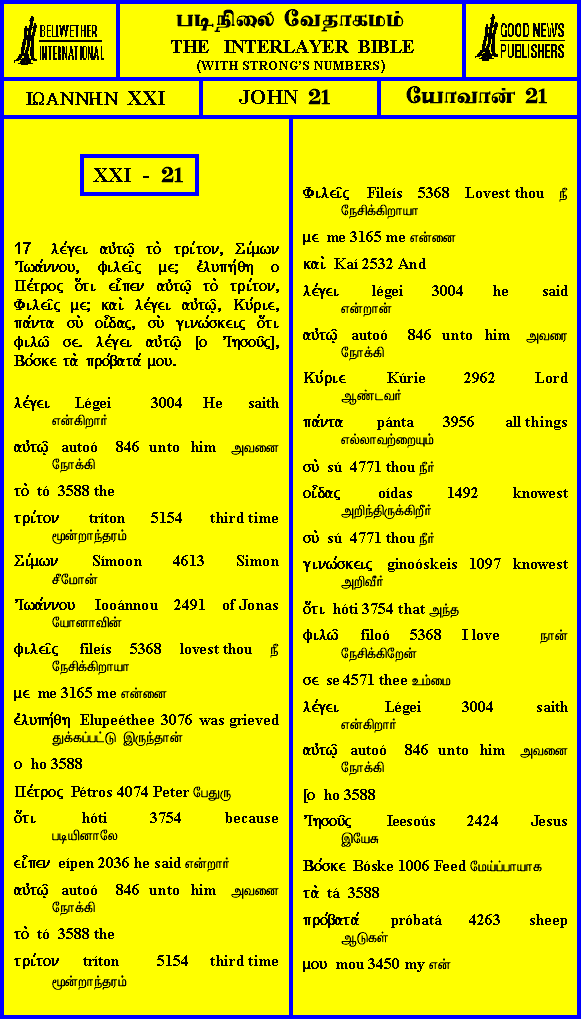 BELLWETHER
INTERNATIONAL
படிநிலை வேதாகமம்
THE INTERLAYER BIBLE
(WITH STRONG'S NUMBERS)
GOOD NEWS
PUBLISHERS
ΙΩΑΝΝΗΝ XXI
JOHN 21
யோவான் 21
XXI - 21
17 λέγει αὐτῷ τὸ τρίτον, Σίμων
Ἰωάννου, φιλεῖς με; ἐλυπήθη ο
Πέτρος ὅτι εἶπεν αὐτῷ τὸ τρίτον,
Φιλεῖς με; καὶ λέγει αὐτῷ, Κύριε,
πάντα σὺ οἶδας, σὺ γινώσκεις ὅτι
φιλῶ σε. λέγει αὐτῷ [ο Ἰησοῦς],
Βόσκε τὰ πρόβατά μου.
λέγει Légei 3004 He saith
என்கிறார்
αὐτῷ autoó 846 unto him அவனை
நோக்கி
τὸ tó 3588 the
τρίτον tríton 5154 third time
மூன்றாந்தரம்
Σίμων Símoon 4613 Simon
சீமோன்
Ἰωάννου Iooánnou 2491 of Jonas
யோனாவின்
φιλεῖς fileís 5368 lovest thou நீ
நேசிக்கிறாயா
με me 3165 me என்னை
ἐλυπήθη Elupeéthee 3076 was grieved
துக்கப்பட்டு இருந்தான்
ο ho 3588
Πέτρος Pétros 4074 Peter பேதுரு
ὅτι hóti 3754 because
படியினாலே
εἶπεν eípen 2036 he said என்றார்
αὐτῷ autoó 846 unto him அவனை
நோக்கி
τὸ tó 3588 the
τρίτον tríton 5154 third time
மூன்றாந்தரம்
Φιλεῖς Fileís 5368 Lovest thou நீ
நேசிக்கிறாயா
με me 3165 me என்னை
καὶ Kaí 2532 And
λέγει légei 3004 he said
என்றான்
αὐτῷ autoó 846 unto him அவரை
நோக்கி
Κύριε Kúrie 2962 Lord
ஆண்டவர்
πάντα pánta 3956 all things
எல்லாவற்றையும்
σὺ sú 4771 thou நீர்
οἶδας oídas 1492 knowest
அறிந்திருக்கிறீர்
σὺ sú 4771 thou நீர்
γινώσκεις ginoóskeis 1097 knowest
அறிவீர்
ὅτι hóti 3754 that அந்த
φιλῶ filoó 5368 I love நான்
நேசிக்கிறேன்
σε se 4571 thee உம்மை
λέγει Légei 3004 saith
என்கிறார்
αὐτῷ autoó 846 unto him அவனை
நோக்கி
[ο ho 3588
Ἰησοῦς Ieesoús 2424 Jesus
இயேசு
Βόσκε Bóske 1006 Feed மேய்ப்பாயாக
τὰ tá 3588
πρόβατά próbatá 4263 sheep
ஆடுகள்
μου mou 3450 my என்